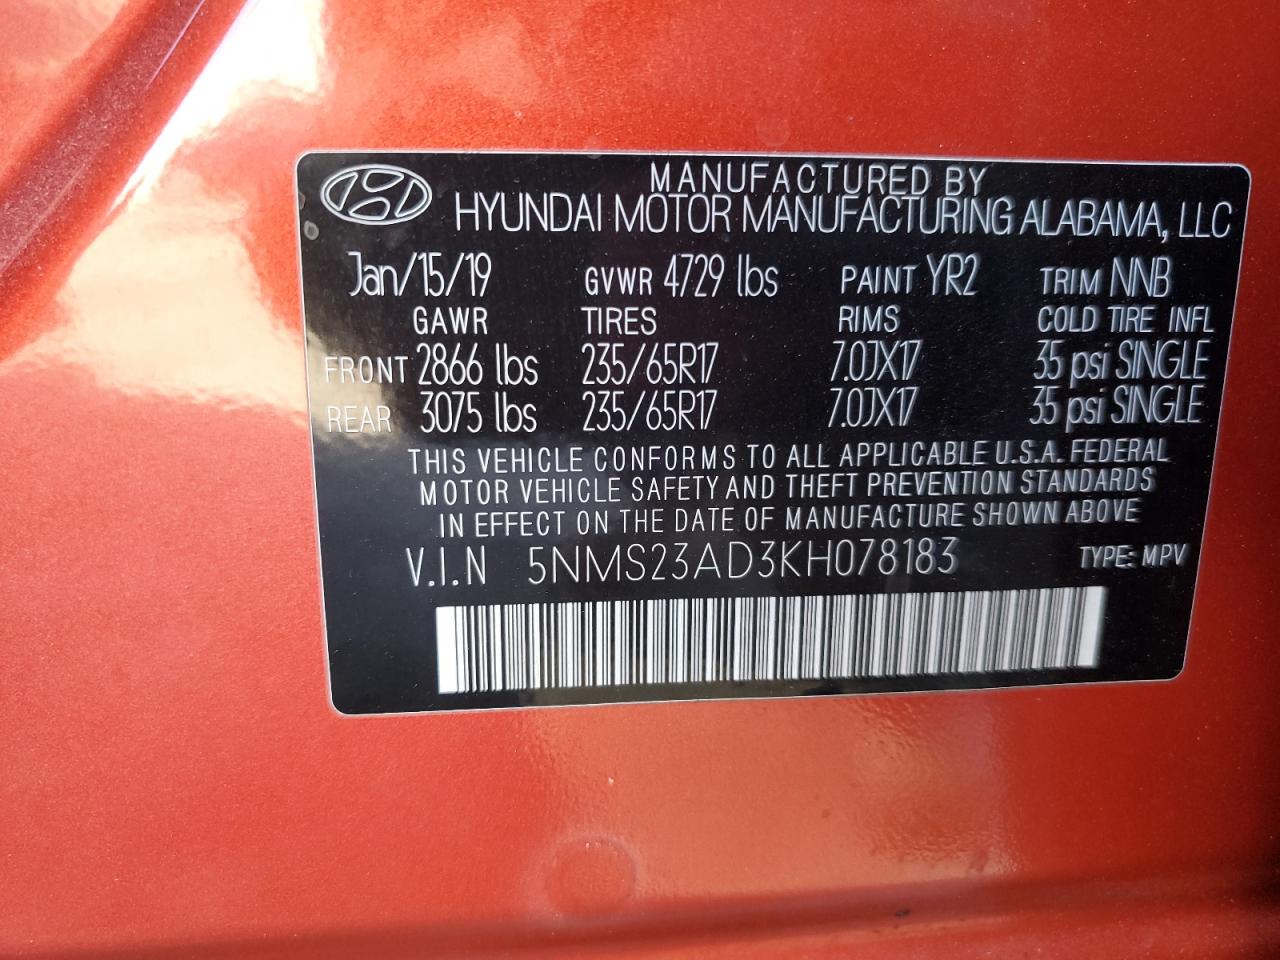 MANUFACTURED BY
HYUNDAI MOTOR MANUFACTURING ALABAMA, LLC
Jan/15/19 GVWR 4729 lbs PAINT YR2 TRIM NNB
GAWR TIRES RIMS COLD TIRE INFL
FRONT 2866 lbs 235/65R17 7.0JX17 35 psi SINGLE
REAR 3075 lbs 235/65R17 7.0JX17 35 psi SINGLE
THIS VEHICLE CONFORMS TO ALL APPLICABLE U.S.A. FEDERAL
MOTOR VEHICLE SAFETY AND THEFT PREVENTION STANDARDS
IN EFFECT ON THE DATE OF MANUFACTURE SHOWN ABOVE
V.I.N 5NMS23AD3KH078183 TYPE: MPV